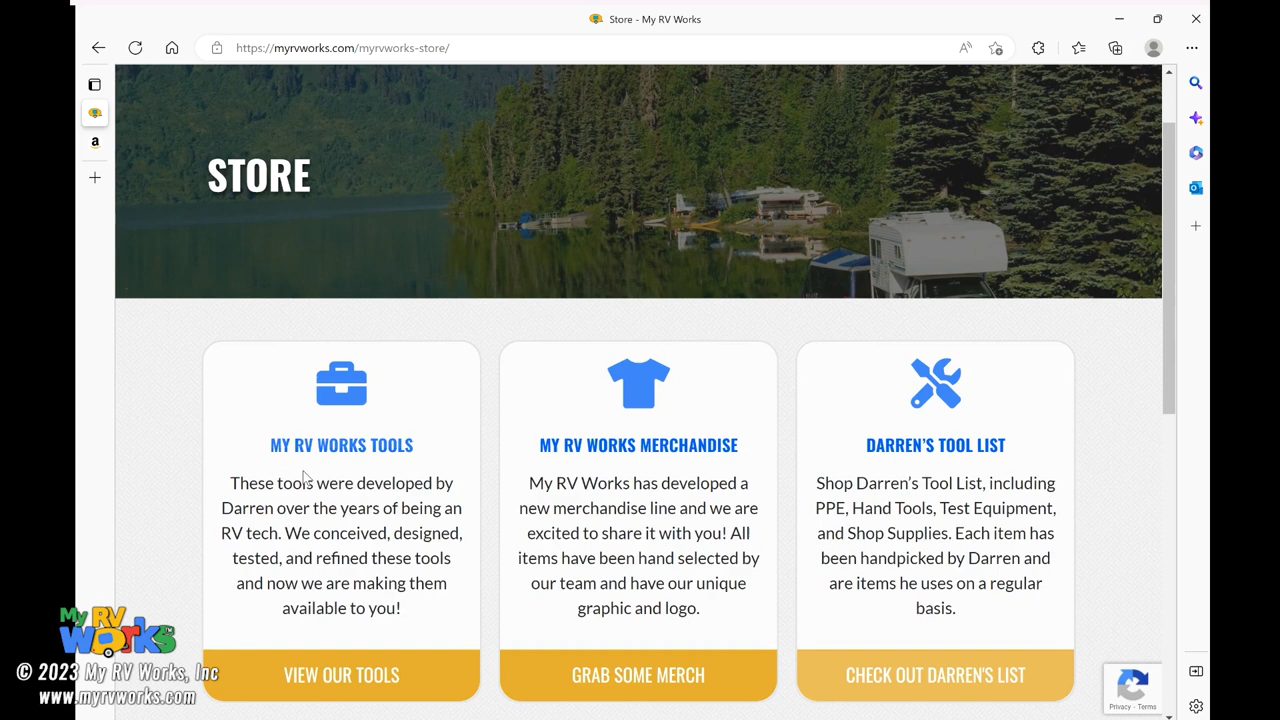 Store - My RV Works
https://myrvworks.com/myrvworks-store/
A
a
STORE
MY RV WORKS TOOLS
These tools were developed by
Darren over the years of being an
RV tech. We conceived, designed,
tested, and refined these tools
and now we are making them
available to you!
VIEW OUR TOOLS
MY RV WORKS MERCHANDISE
My RV Works has developed a
new merchandise line and we are
excited to share it with you! All
items have been hand selected by
our team and have our unique
graphic and logo.
GRAB SOME MERCH
DARREN'S TOOL LIST
Shop Darren's Tool List, including
PPE, Hand Tools, Test Equipment,
and Shop Supplies. Each item has
been handpicked by Darren and
are items he uses on a regular
basis.
CHECK OUT DARREN'S LIST
Privacy - Terms
My RV
Works™
© 2023 My RV Works, Inc
www.myrvworks.com